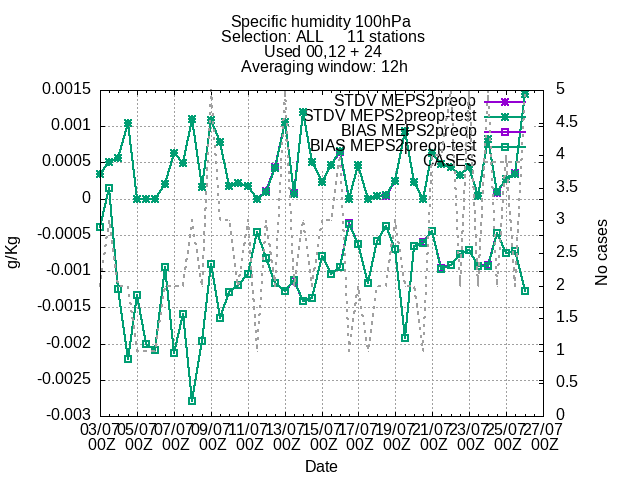 Specific humidity 100hPa
Selection: ALL 11 stations
Used 00,12 + 24
Averaging window: 12h
STDV MEPS2preop
STDV MEPS2preop-test
BIAS MEPS2preop
BIAS MEPS2preop-test
CASES
0.0015
0.001
0.0005
0
-0.0005
-0.001
-0.0015
-0.002
-0.0025
-0.003
g/Kg
5
4.5
4
3.5
3
2.5
2
1.5
1
0.5
0
No cases
03/07 05/07 07/07 09/07 11/07 13/07 15/07 17/07 19/07 21/07 23/07 25/07 27/07
00Z 00Z 00Z 00Z 00Z 00Z 00Z 00Z 00Z 00Z 00Z 00Z 00Z
Date